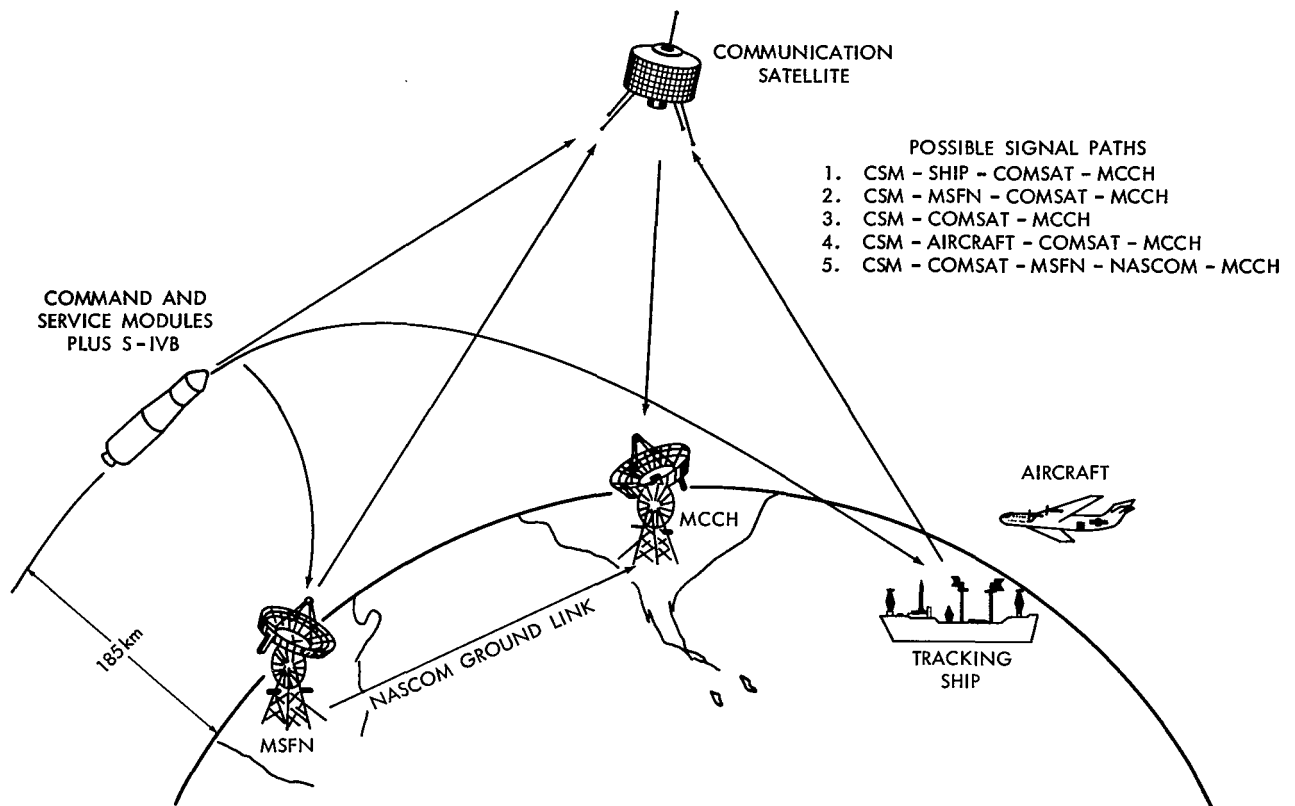 COMMUNICATION
SATELLITE
POSSIBLE SIGNAL PATHS
1. CSM - SHIP - COMSAT - MCCH
2. CSM - MSFN - COMSAT - MCCH
3. CSM - COMSAT - MCCH
4. CSM - AIRCRAFT - COMSAT - MCCH
5. CSM - COMSAT - MSFN - NASCOM - MCCH
COMMAND AND
SERVICE MODULES
PLUS S-IVB
AIRCRAFT
MCCH
185km
NASCOM GROUND LINK
TRACKING
SHIP
MSFN